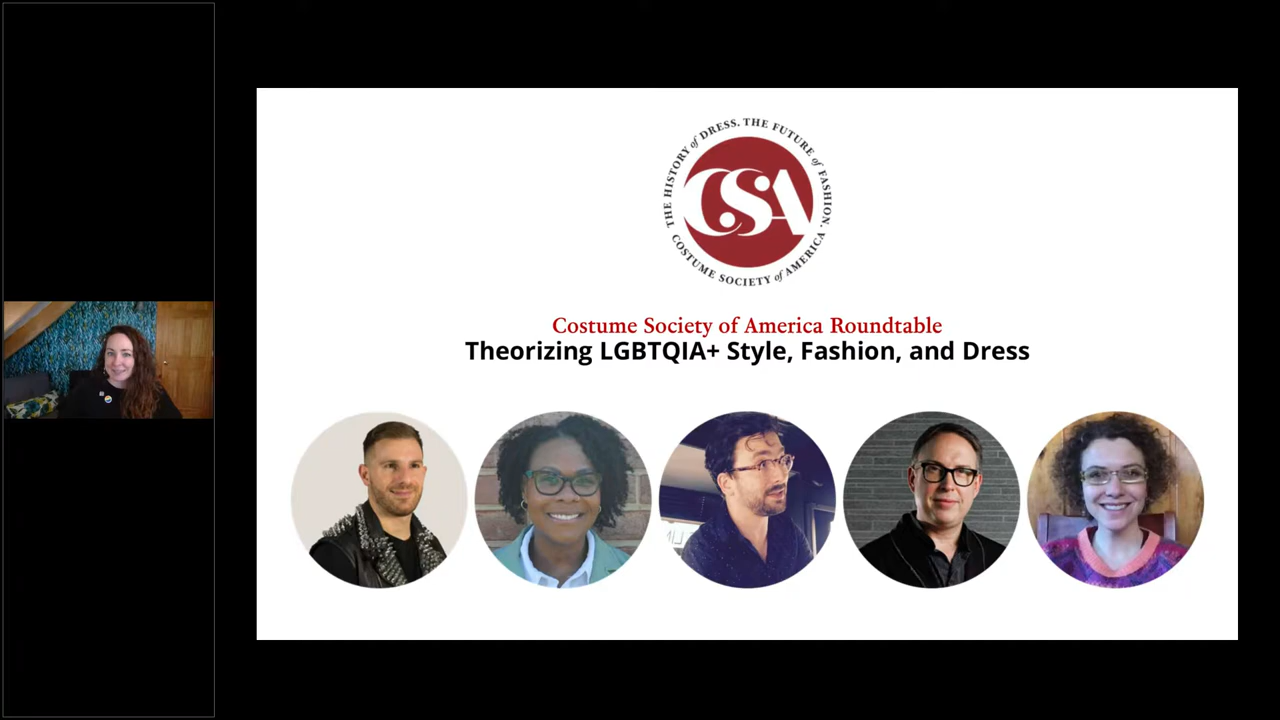 THE HISTORY of DRESS. THE FUTURE of FASHION.
CSA
COSTUME SOCIETY of AMERICA
Costume Society of America Roundtable
Theorizing LGBTQIA+ Style, Fashion, and Dress